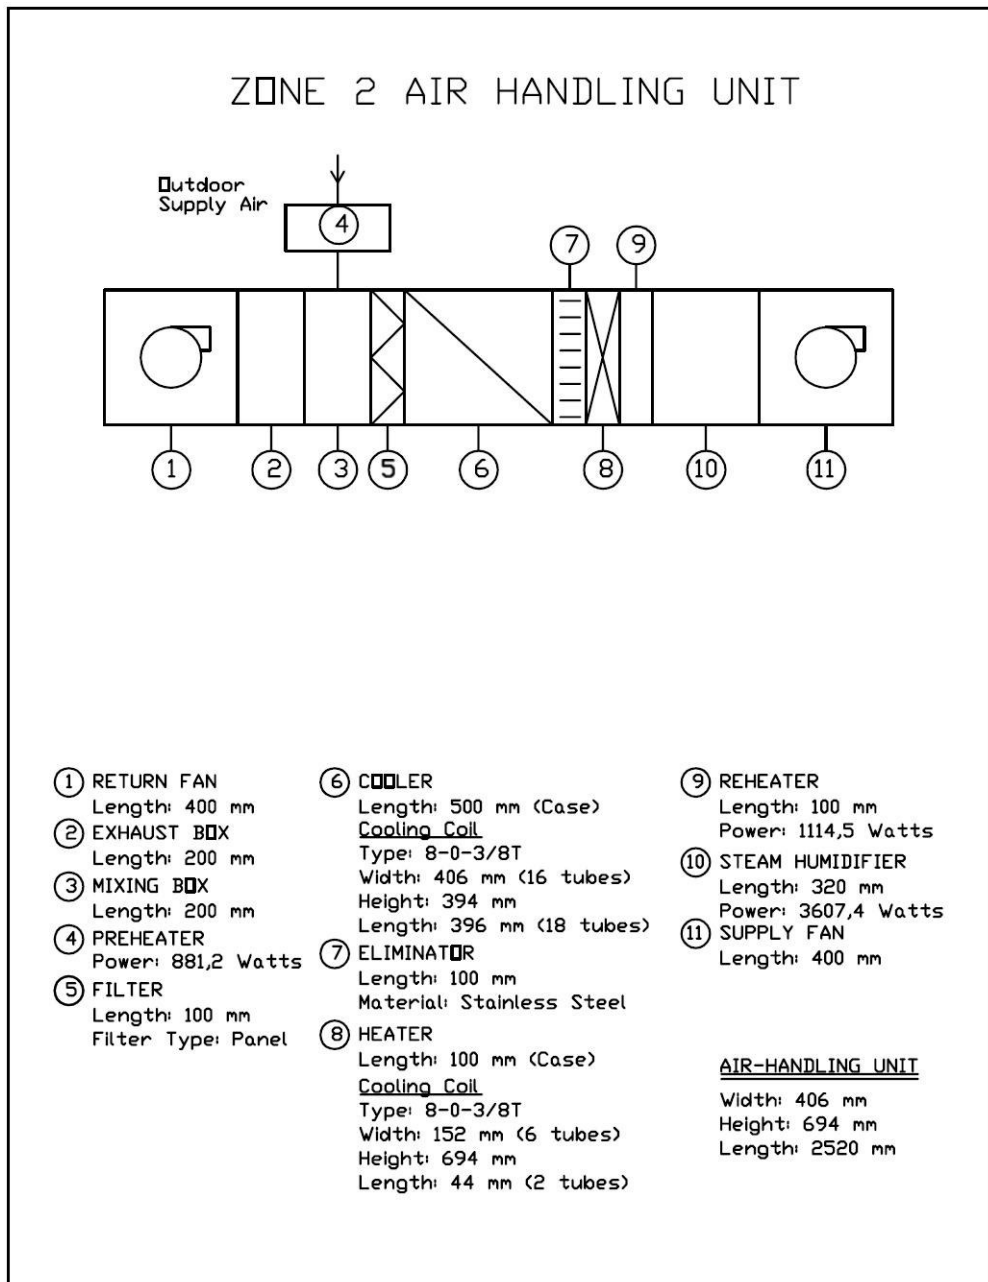 ZONE 2 AIR HANDLING UNIT
Outdoor
Supply Air
4
7
9
1
2
3
5
6
8
10
11
1 RETURN FAN
Length: 400 mm
2 EXHAUST BOX
Length: 200 mm
3 MIXING BOX
Length: 200 mm
4 PREHEATER
Power: 881,2 Watts
5 FILTER
Length: 100 mm
Filter Type: Panel
6 COOLER
Length: 500 mm (Case)
Cooling Coil
Type: 8-0-3/8T
Width: 406 mm (16 tubes)
Height: 394 mm
Length: 396 mm (18 tubes)
7 ELIMINATOR
Length: 100 mm
Material: Stainless Steel
8 HEATER
Length: 100 mm (Case)
Cooling Coil
Type: 8-0-3/8T
Width: 152 mm (6 tubes)
Height: 694 mm
Length: 44 mm (2 tubes)
9 REHEATER
Length: 100 mm
Power: 1114,5 Watts
10 STEAM HUMIDIFIER
Length: 320 mm
Power: 3607,4 Watts
11 SUPPLY FAN
Length: 400 mm
AIR-HANDLING UNIT
Width: 406 mm
Height: 694 mm
Length: 2520 mm